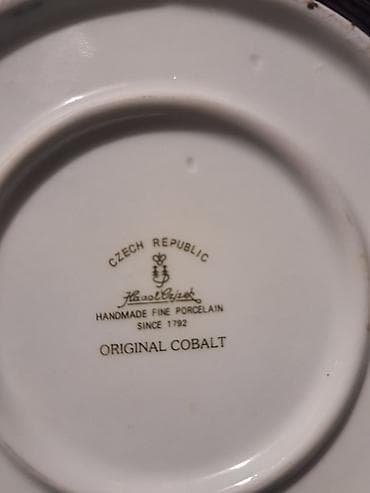 CZECH REPUBLIC
HANDMADE FINE PORCELAIN
SINCE 1792
ORIGINAL COBALT